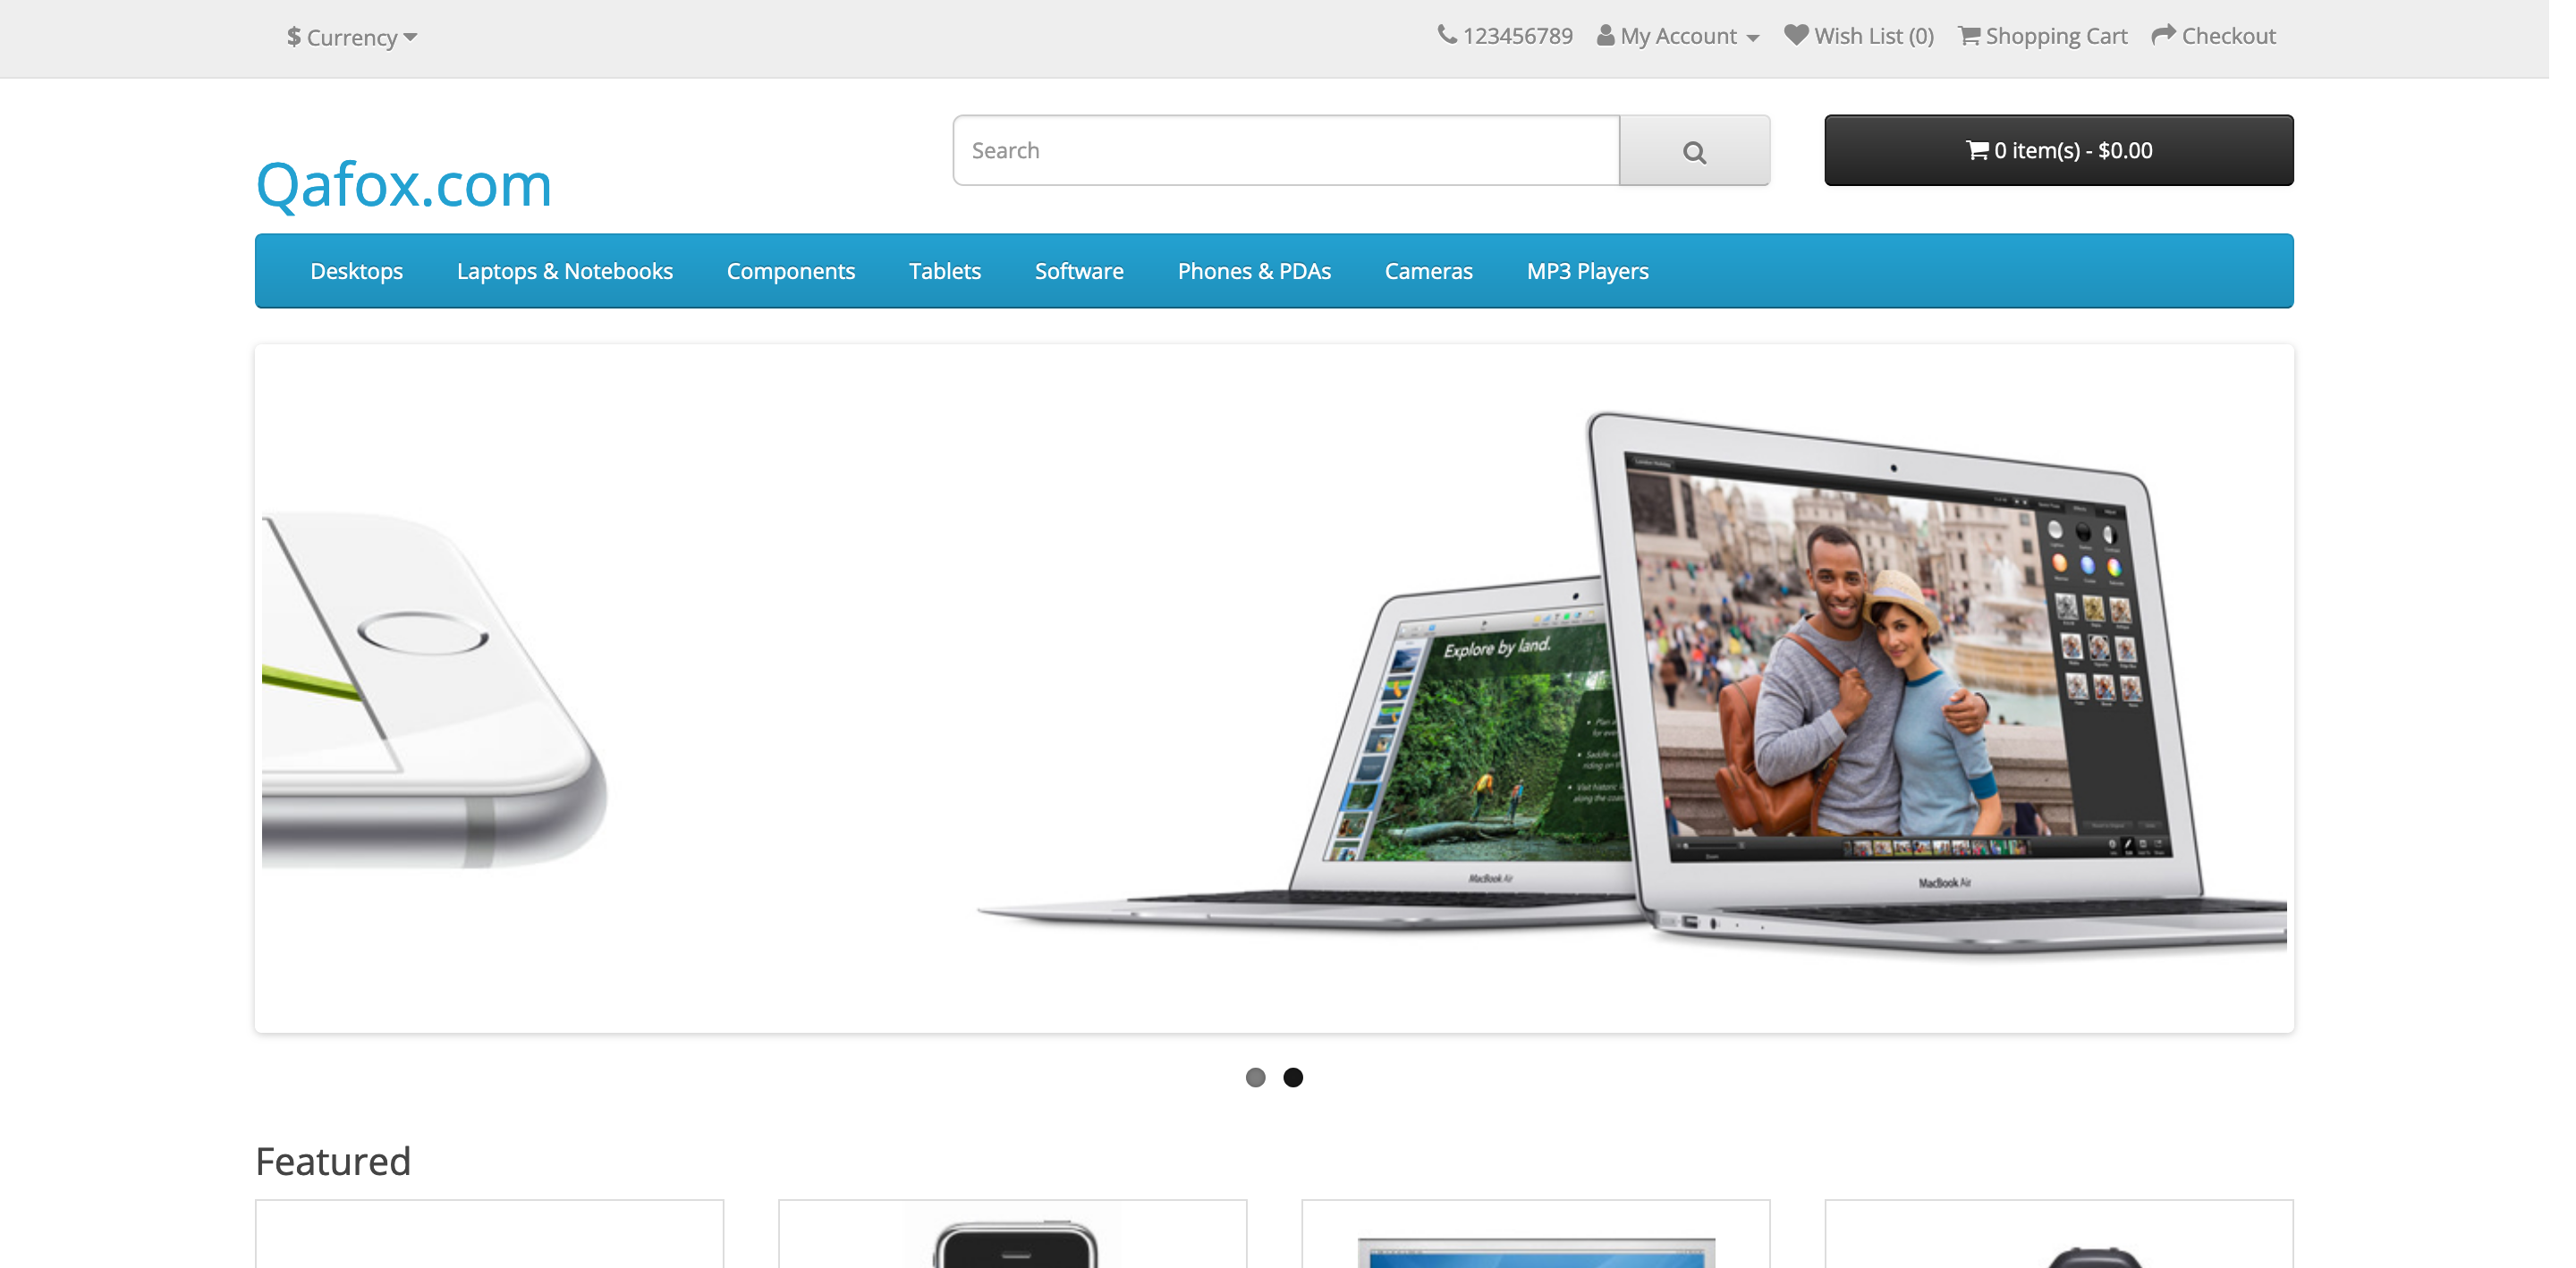 $ Currency
123456789 My Account Wish List (0) Shopping Cart Checkout
Search
0 item(s) - $0.00
Qafox.com
Desktops Laptops & Notebooks Components Tablets Software Phones & PDAs Cameras MP3 Players
Explore by land.
MacBook Air
MacBook Air
Featured